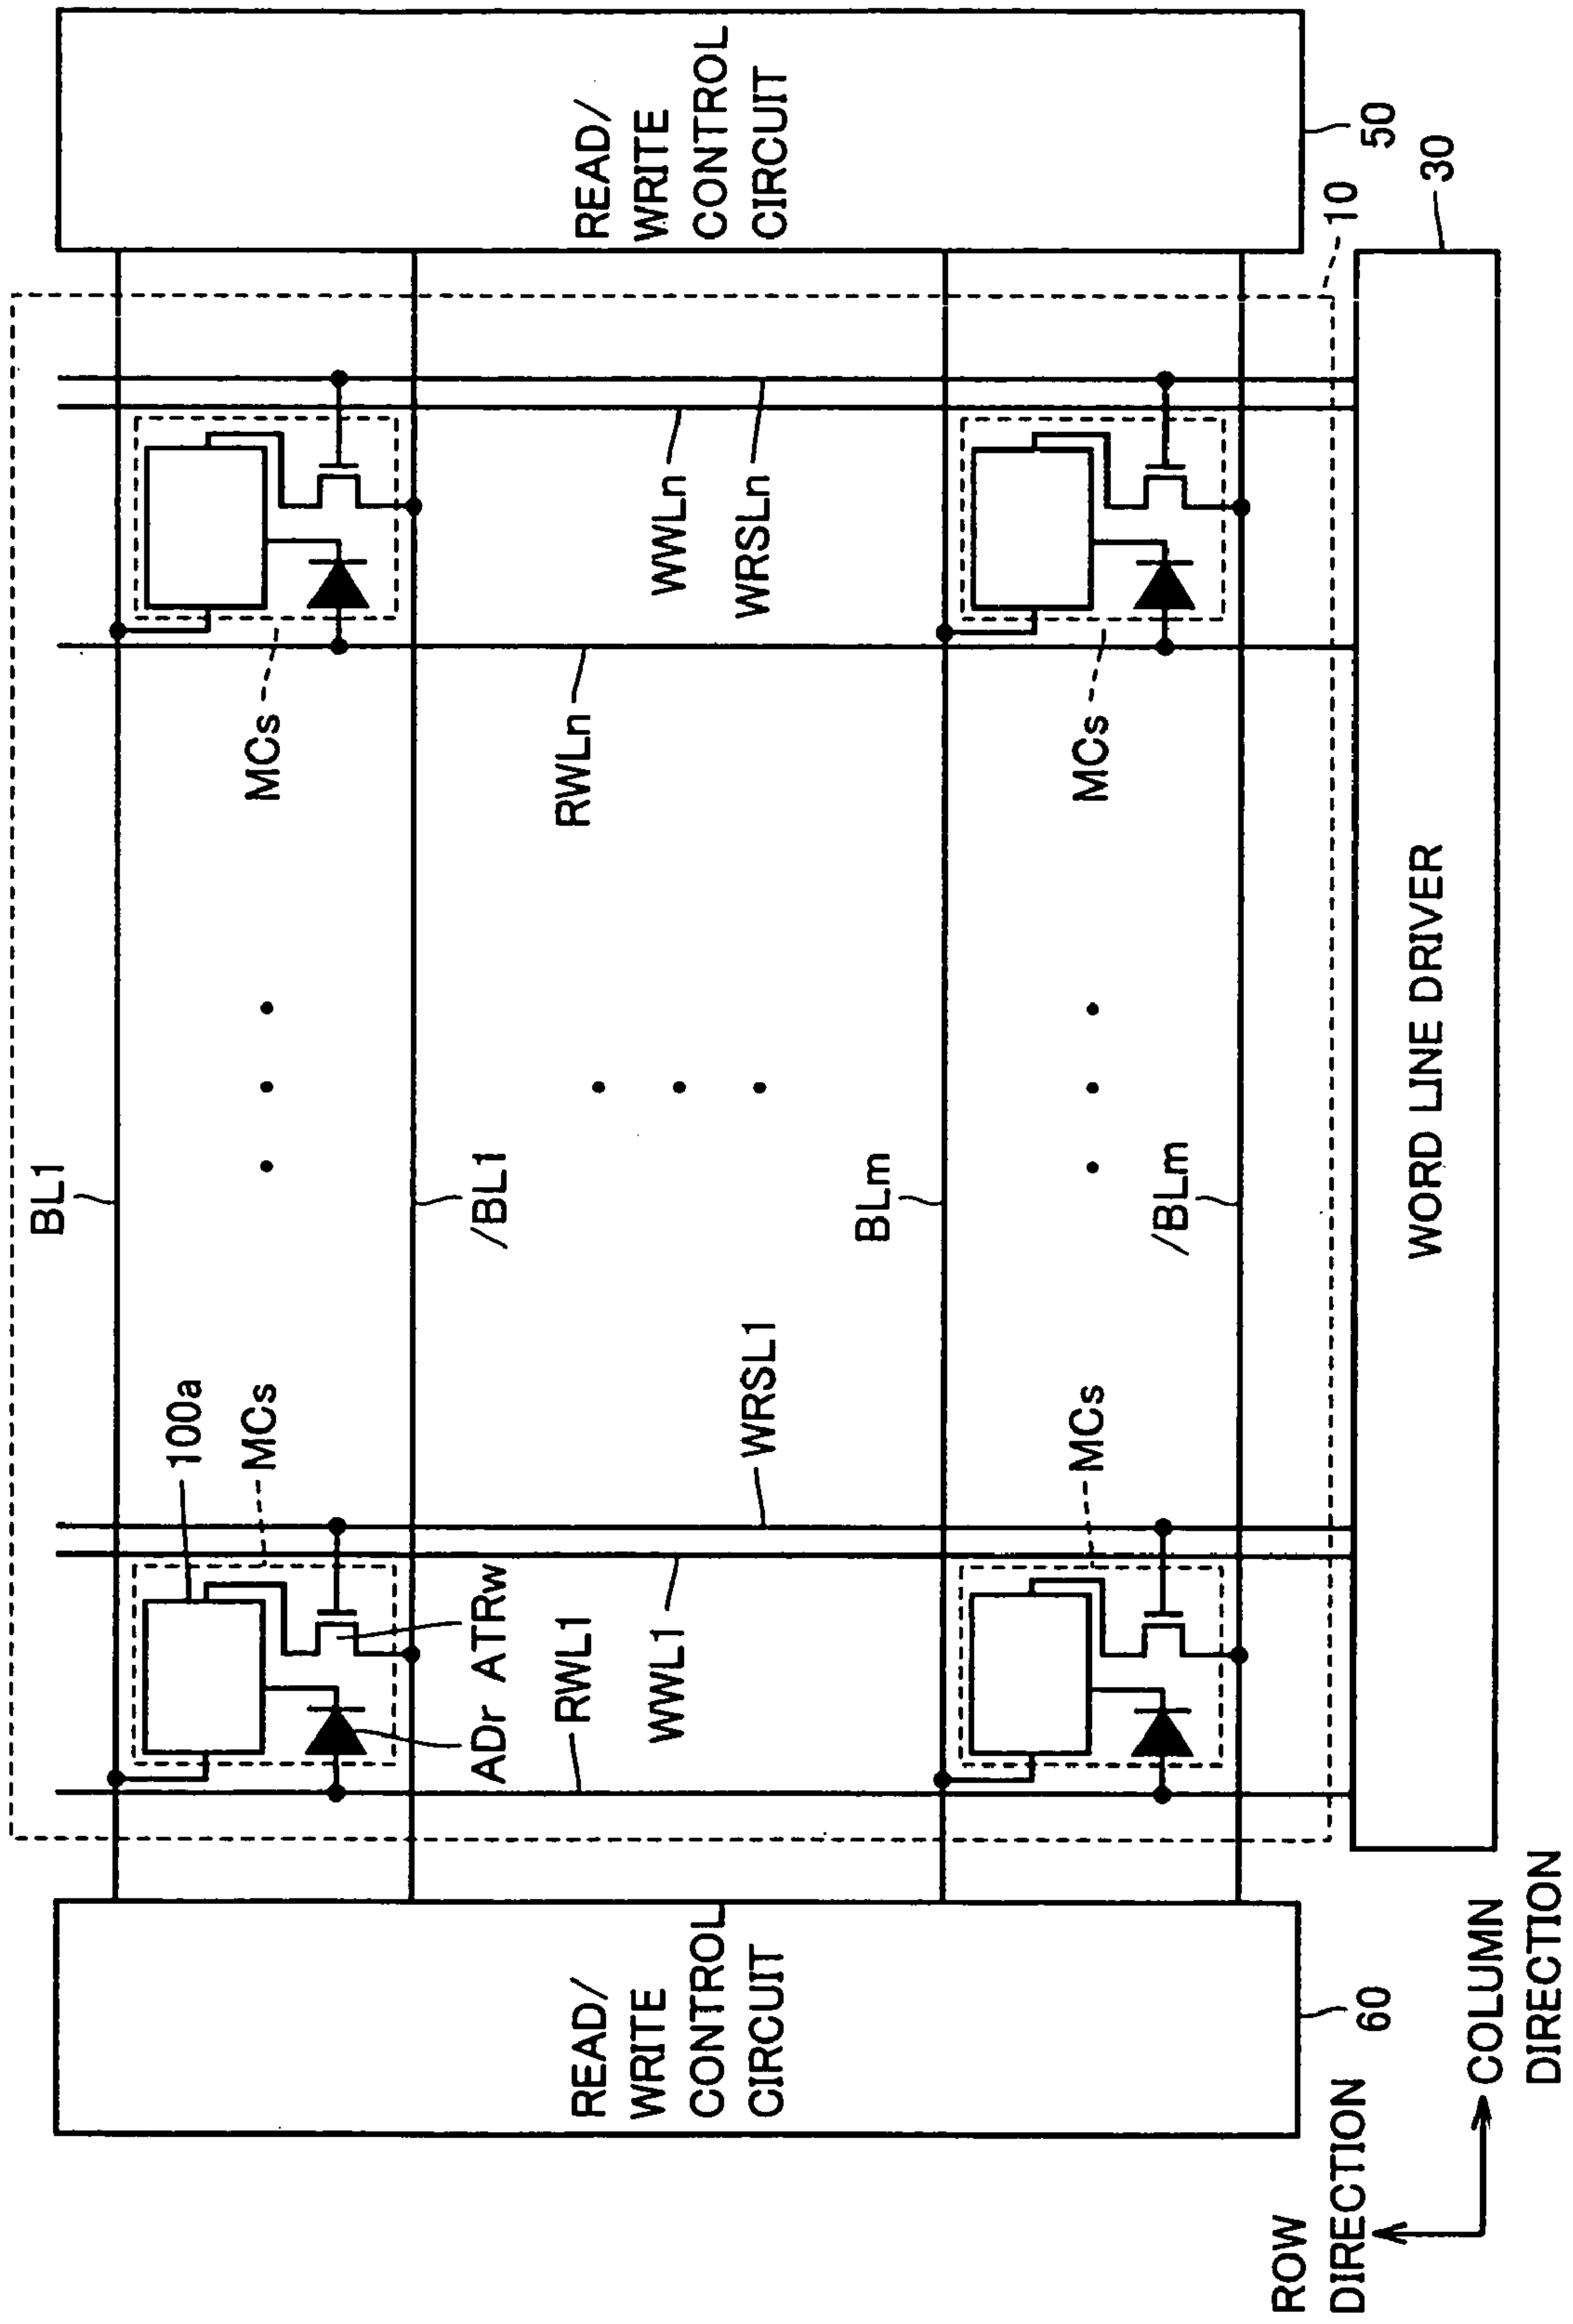 BL1
100a
MCs
MCs
ADr ATRw
/BL1
RWL1
RWLn
READ/
WRITE
CONTROL
CIRCUIT
60
WWL1
WWLn
WRSL1
WRSLn
READ/
WRITE
CONTROL
CIRCUIT
50
BLm
MCs
MCs
/BLm
10
ROW
DIRECTION
COLUMN
DIRECTION
WORD LINE DRIVER
30